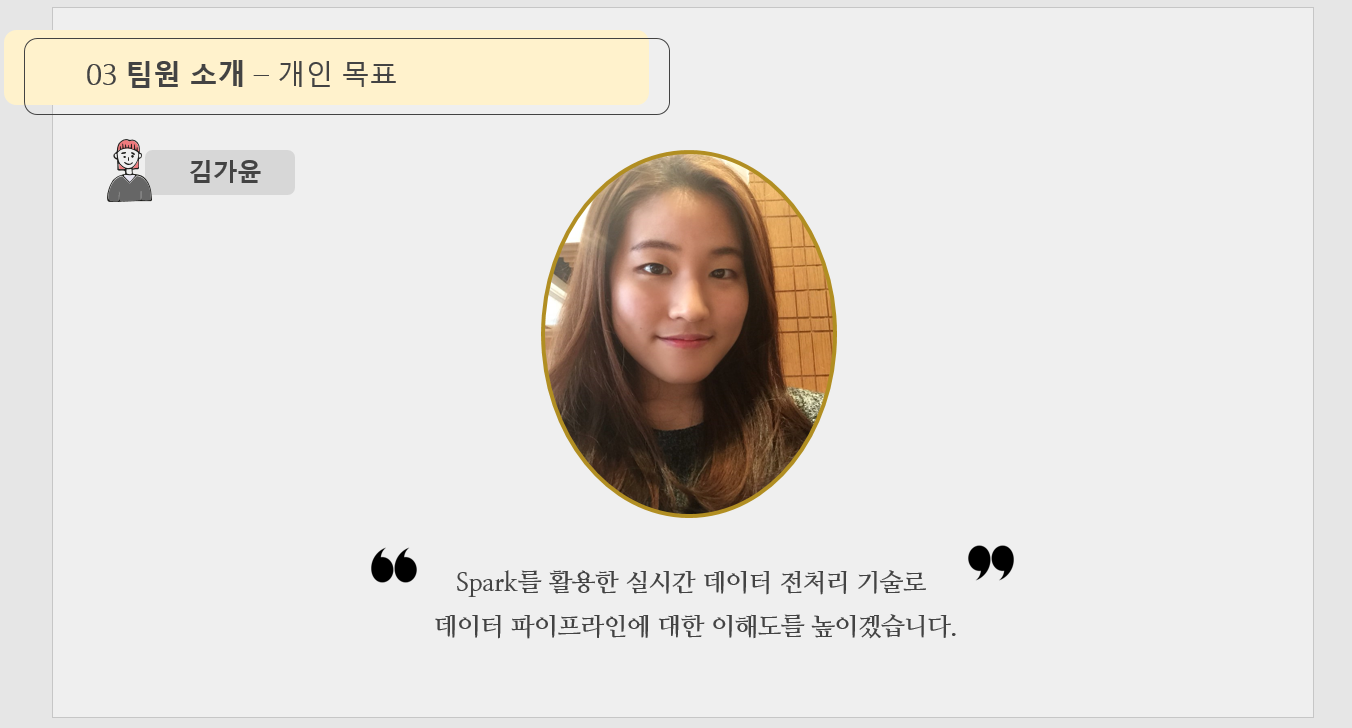 03 팀원 소개 – 개인 목표
김가윤
“ Spark를 활용한 실시간 데이터 전처리 기술로 ”
데이터 파이프라인에 대한 이해도를 높이겠습니다.